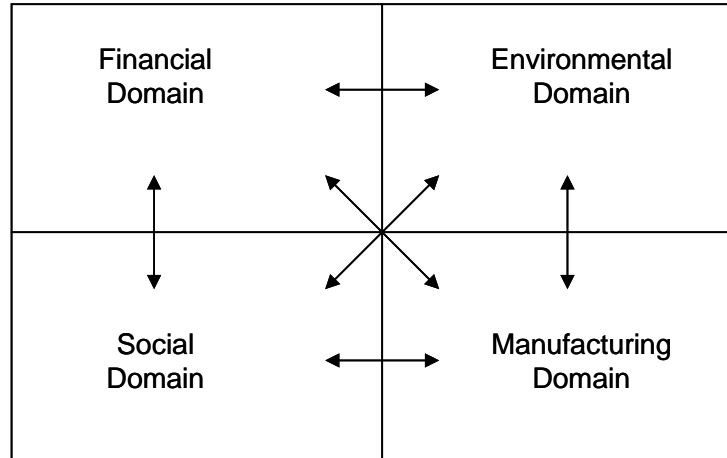 Financial
Domain
Environmental
Domain
Social
Domain
Manufacturing
Domain